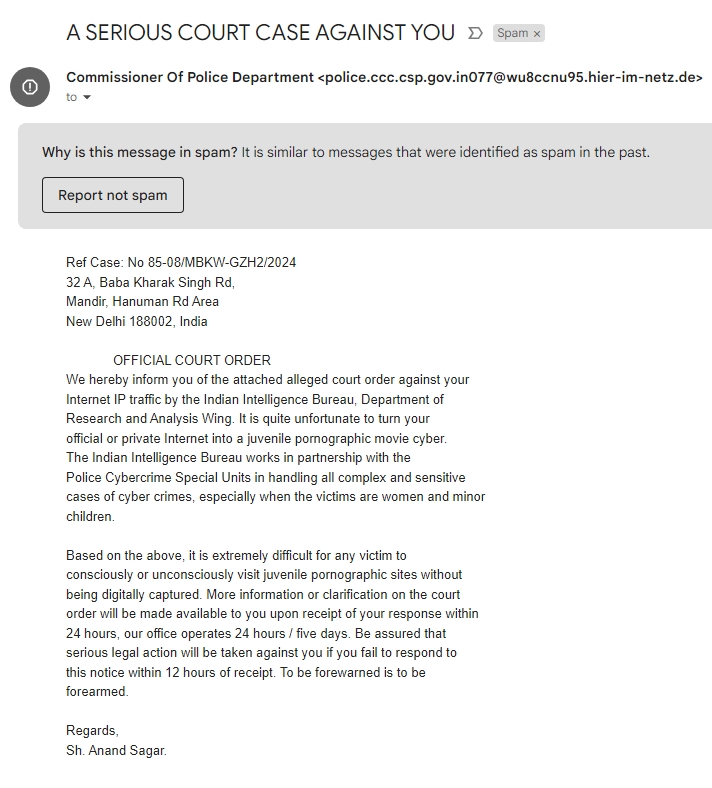 A SERIOUS COURT CASE AGAINST YOU Spam ×
Commissioner Of Police Department <police.ccc.csp.gov.in077@wu8ccnu95.hier-im-netz.de>
to
Why is this message in spam? It is similar to messages that were identified as spam in the past.
Report not spam
Ref Case: No 85-08/MBKW-GZH2/2024
32 A, Baba Kharak Singh Rd,
Mandir, Hanuman Rd Area
New Delhi 188002, India
OFFICIAL COURT ORDER
We hereby inform you of the attached alleged court order against your
Internet IP traffic by the Indian Intelligence Bureau, Department of
Research and Analysis Wing. It is quite unfortunate to turn your
official or private Internet into a juvenile pornographic movie cyber.
The Indian Intelligence Bureau works in partnership with the
Police Cybercrime Special Units in handling all complex and sensitive
cases of cyber crimes, especially when the victims are women and minor
children.
Based on the above, it is extremely difficult for any victim to
consciously or unconsciously visit juvenile pornographic sites without
being digitally captured. More information or clarification on the court
order will be made available to you upon receipt of your response within
24 hours, our office operates 24 hours / five days. Be assured that
serious legal action will be taken against you if you fail to respond to
this notice within 12 hours of receipt. To be forewarned is to be
forearmed.
Regards,
Sh. Anand Sagar.